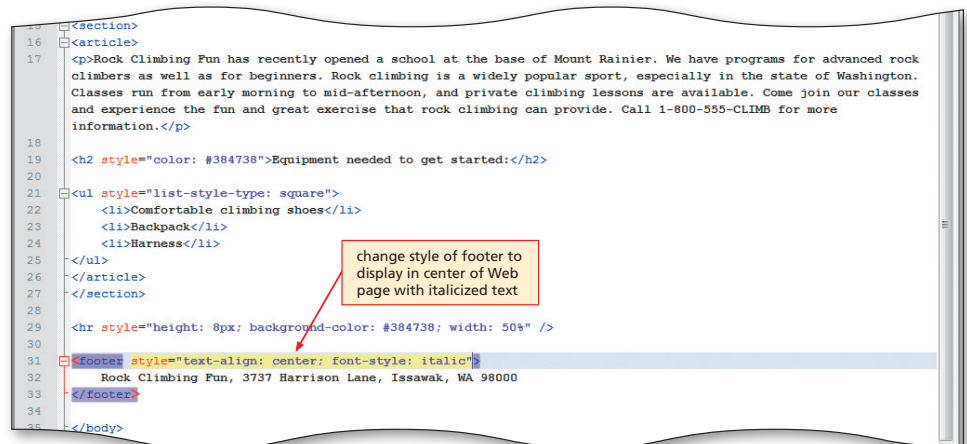 15 <section>
16 <article>
17 <p>Rock Climbing Fun has recently opened a school at the base of Mount Rainier. We have programs for advanced rock
climbers as well as for beginners. Rock climbing is a widely popular sport, especially in the state of Washington.
Classes run from early morning to mid-afternoon, and private climbing lessons are available. Come join our classes
and experience the fun and great exercise that rock climbing can provide. Call 1-800-555-CLIMB for more
information.</p>
18
19 <h2 style="color: #384738">Equipment needed to get started:</h2>
20
21 <ul style="list-style-type: square">
22 <li>Comfortable climbing shoes</li>
23 <li>Backpack</li>
24 <li>Harness</li>
25 </ul>
26 </article>
27 </section>
28
29 <hr style="height: 8px; background-color: #384738; width: 50%" />
30
31 <footer style="text-align: center; font-style: italic">
32 Rock Climbing Fun, 3737 Harrison Lane, Issawak, WA 98000
33 </footer>
34
35 </body>
change style of footer to
display in center of Web
page with italicized text